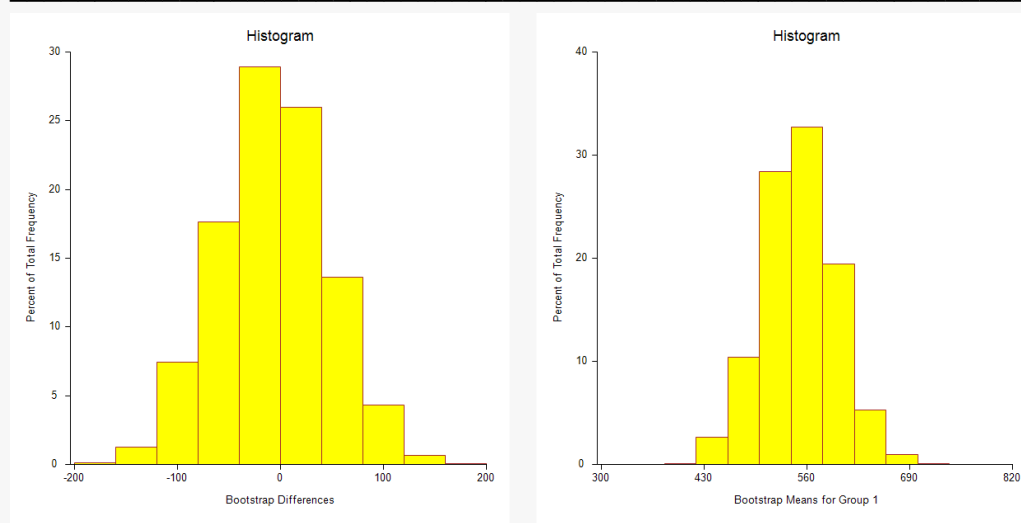 Histogram
30
25
20
15
10
5
0
Percent of Total Frequency
-200 -100 0 100 200
Bootstrap Differences
Histogram
40
30
20
10
0
Percent of Total Frequency
300 430 560 690 820
Bootstrap Means for Group 1